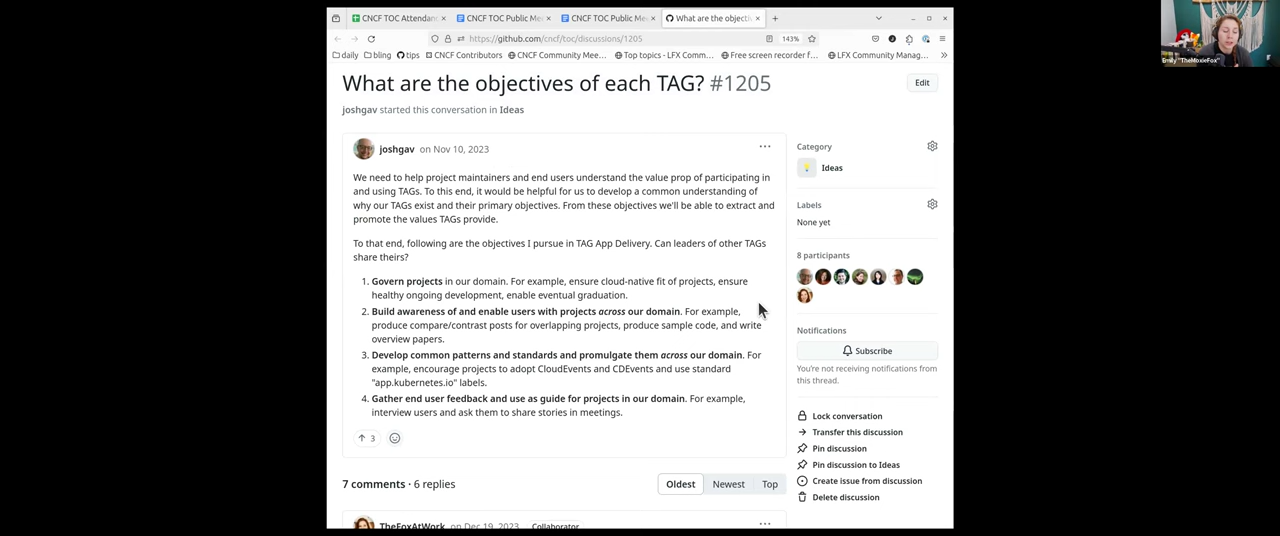 CNCF TOC Attendan
CNCF TOC Public Mee
CNCF TOC Public Mee
What are the objecti
https://github.com/cncf/toc/discussions/1205
143%
daily
bling
tips
CNCF Contributors
CNCF Community Mee…
Top topics - LFX Comm…
Free screen recorder f…
LFX Community Manag…
What are the objectives of each TAG? #1205
Edit
joshgav started this conversation in Ideas
joshgav on Nov 10, 2023
We need to help project maintainers and end users understand the value prop of participating in
and using TAGs. To this end, it would be helpful for us to develop a common understanding of
why our TAGs exist and their primary objectives. From these objectives we'll be able to extract and
promote the values TAGs provide.
To that end, following are the objectives I pursue in TAG App Delivery. Can leaders of other TAGs
share theirs?
1. Govern projects in our domain. For example, ensure cloud-native fit of projects, ensure
healthy ongoing development, enable eventual graduation.
2. Build awareness of and enable users with projects across our domain. For example,
produce compare/contrast posts for overlapping projects, produce sample code, and write
overview papers.
3. Develop common patterns and standards and promulgate them across our domain. For
example, encourage projects to adopt CloudEvents and CDEvents and use standard
"app.kubernetes.io" labels.
4. Gather end user feedback and use as guide for projects in our domain. For example,
interview users and ask them to share stories in meetings.
3
7 comments · 6 replies
Oldest
Newest
Top
TheFoxAtWork on Dec 19, 2023 Collaborator
Category
Ideas
Labels
None yet
8 participants
Notifications
Subscribe
You're not receiving notifications from
this thread.
Lock conversation
Transfer this discussion
Pin discussion
Pin discussion to Ideas
Create issue from discussion
Delete discussion
Emily "TheMoxieFox"